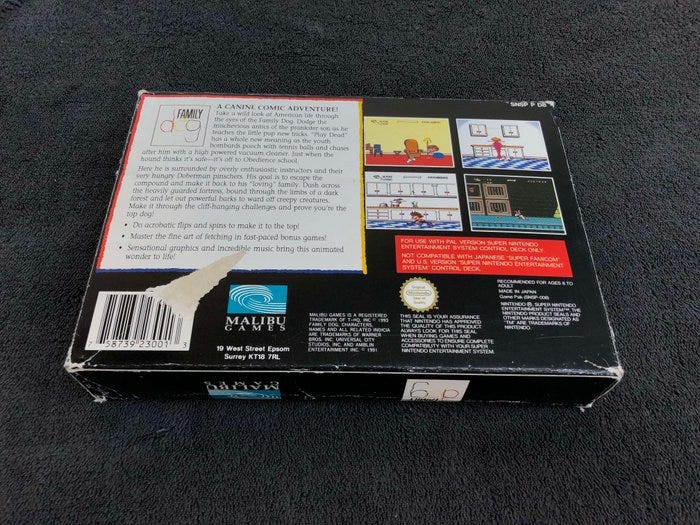 SNSP P DB
FAMILY
dog
A CANINE COMIC ADVENTURE!
Take a wild look at American life through
the eyes of the Family Dog. Dodge the
mischievous antics of the prankster son as he
teaches the little pup new tricks. "Play Dead"
has a whole new meaning as the youth
bombards pooch with tennis balls and chases
after him with a high powered vacuum cleaner. Just when the
hound thinks it's safe—it's off to Obedience school.
Here he is surrounded by overly enthusiastic instructors and their
very hungry Doberman pinschers. His goal is to escape the
compound and make it back to his "loving" family. Dash across
the heavily guarded fortress, bound through the limbs of a dark
forest and let out powerful barks to ward off creepy creatures.
Make it through the cliff-hanging challenges and prove you're the
top dog!
• Do acrobatic flips and spins to make it to the top!
• Master the fine art of fetching in fast-paced bonus games!
• Sensational graphics and incredible music bring this animated
wonder to life!
FOR USE WITH PAL VERSION SUPER NINTENDO
ENTERTAINMENT SYSTEM CONTROL DECK ONLY.
NOT COMPATIBLE WITH JAPANESE "SUPER FAMICOM"
AND U.S. VERSION "SUPER NINTENDO ENTERTAINMENT
SYSTEM" CONTROL DECK.
7 58739 23001 3
MALIBU
GAMES
19 West Street Epsom
Surrey KT18 7RL
MALIBU GAMES IS A REGISTERED
TRADEMARK OF T-HQ, INC © 1993
FAMILY DOG, CHARACTERS,
NAMES AND ALL RELATED INDICIA
ARE TRADEMARKS OF WARNER
BROS. INC. UNIVERSAL CITY
STUDIOS, INC. AND AMBLIN
ENTERTAINMENT INC. © 1991
Original
Nintendo
Seal of
Quality
THIS SEAL IS YOUR ASSURANCE
THAT NINTENDO HAS APPROVED
THE QUALITY OF THIS PRODUCT.
ALWAYS LOOK FOR THIS SEAL
WHEN BUYING GAMES AND
ACCESSORIES TO ENSURE COMPLETE
COMPATIBILITY WITH YOUR SUPER
NINTENDO ENTERTAINMENT SYSTEM.
RECOMMENDED FOR AGES 8 TO
ADULT
MADE IN JAPAN
Game Pak (SNSP-006)
NINTENDO ®, SUPER NINTENDO
ENTERTAINMENT SYSTEM™, THE
NINTENDO PRODUCT SEALS AND
OTHER MARKS DESIGNATED AS
"TM" ARE TRADEMARKS OF
NINTENDO.
MALIBU
GAMES
FAMILY
dog